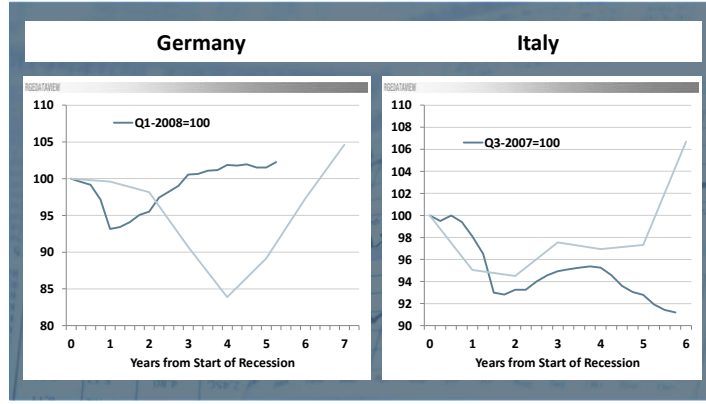 Germany
Italy
RGEDATAVIEW
110
105
100
95
90
85
80
Q1-2008=100
0 1 2 3 4 5 6 7
Years from Start of Recession
RGEDATAVIEW
110
108
106
104
102
100
98
96
94
92
90
Q3-2007=100
0 1 2 3 4 5 6
Years from Start of Recession